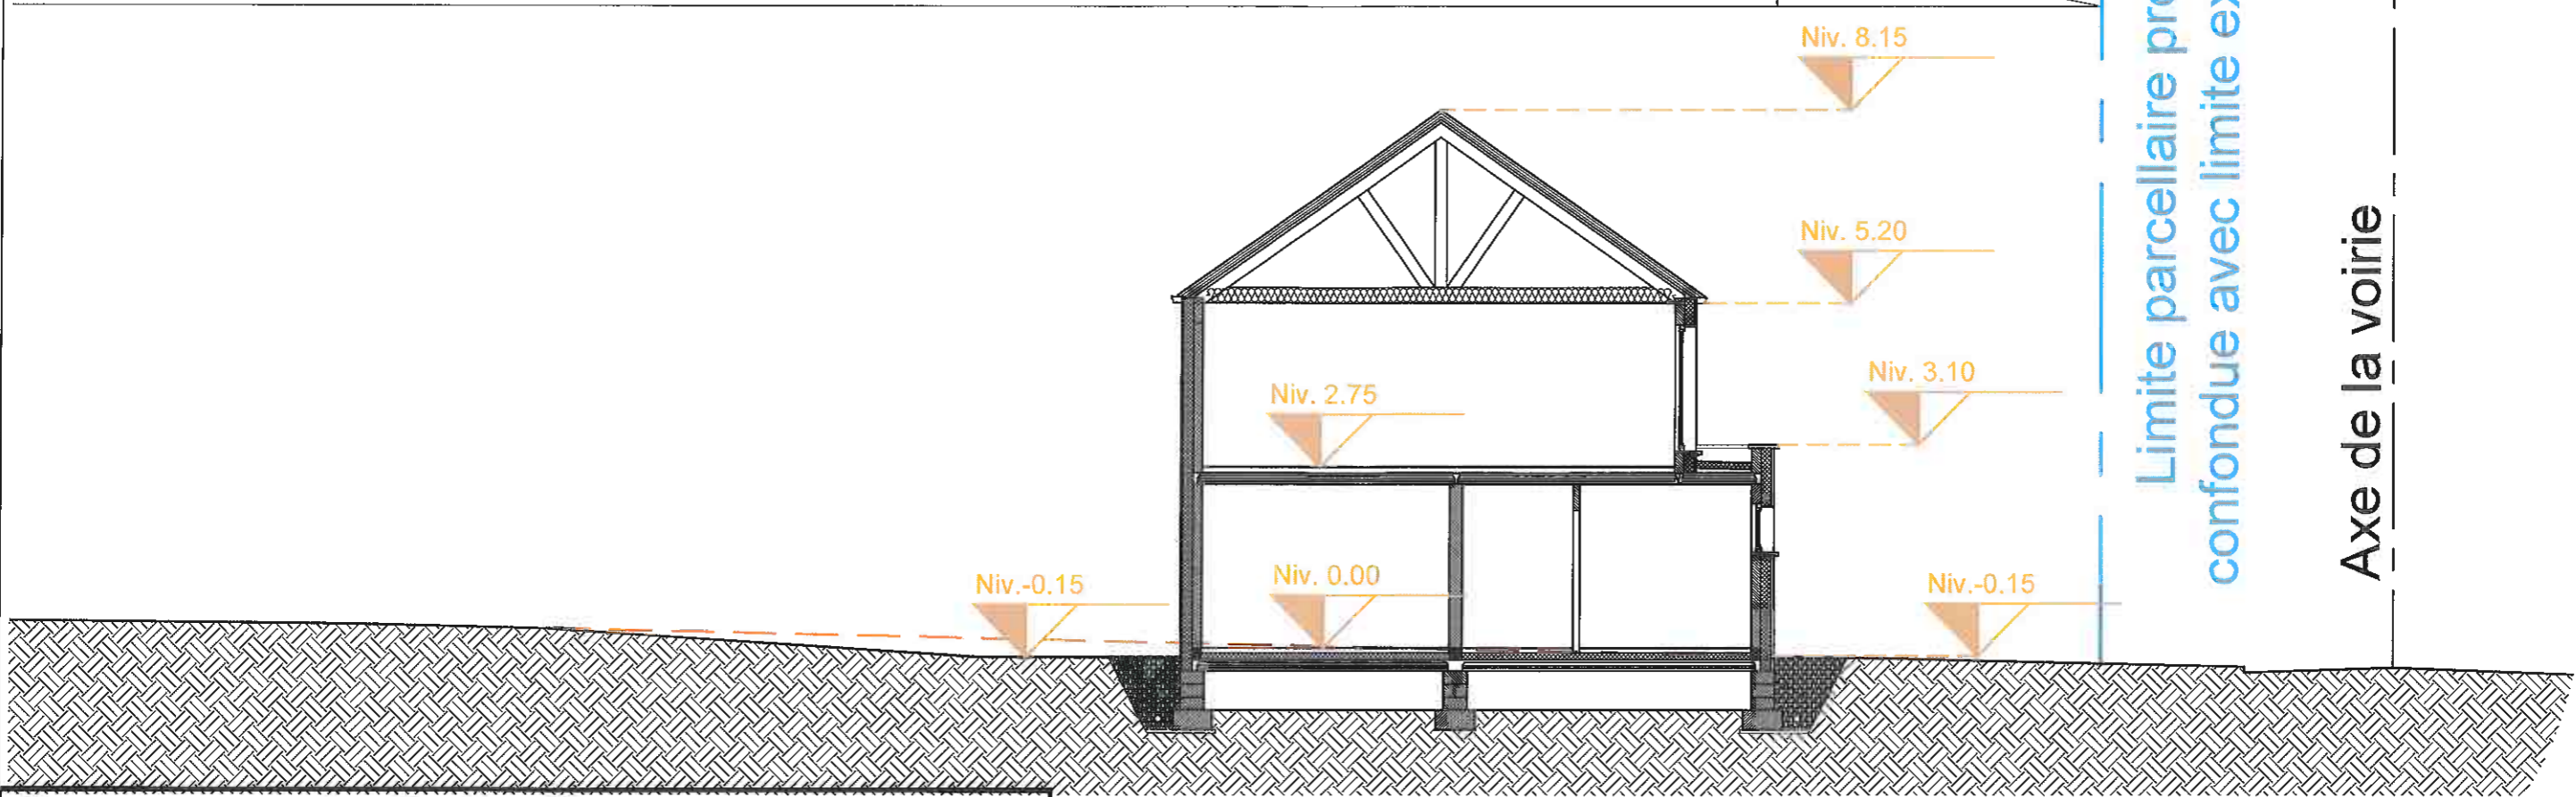 Niv. 8.15
Niv. 5.20
Niv. 3.10
Niv. 2.75
Niv. 0.00
Niv.-0.15
Niv.-0.15
Limite parcellaire
confondue avec limite
Axe de la voirie